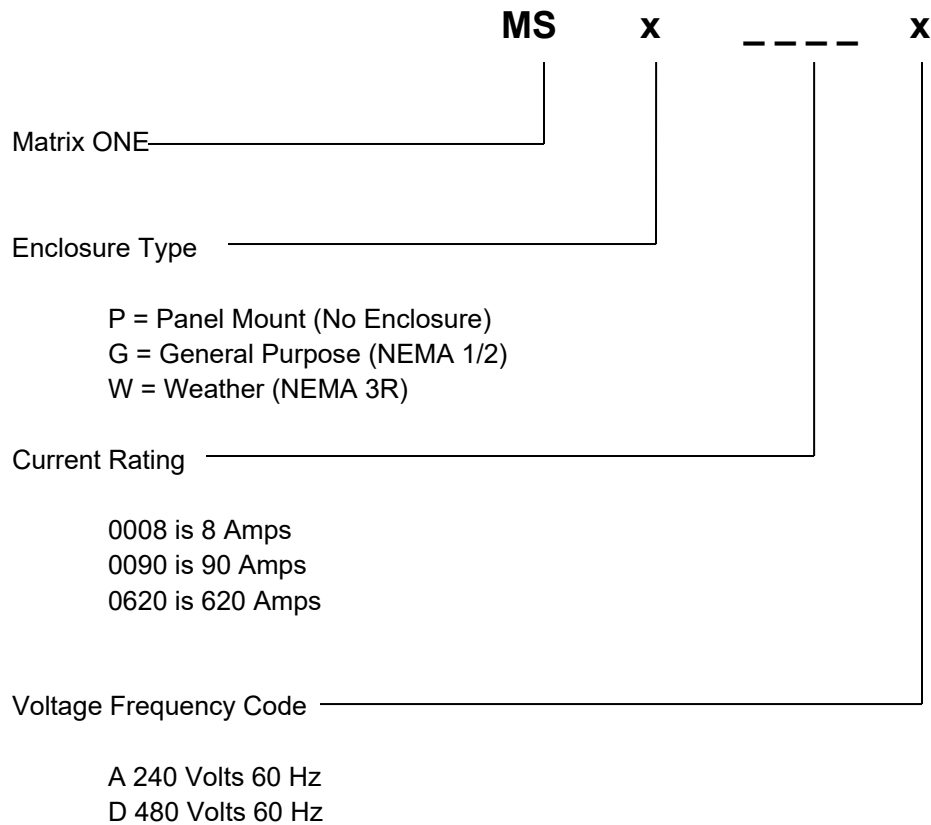 MS x _ _ _ _ x
Matrix ONE
Enclosure Type
P = Panel Mount (No Enclosure)
G = General Purpose (NEMA 1/2)
W = Weather (NEMA 3R)
Current Rating
0008 is 8 Amps
0090 is 90 Amps
0620 is 620 Amps
Voltage Frequency Code
A 240 Volts 60 Hz
D 480 Volts 60 Hz